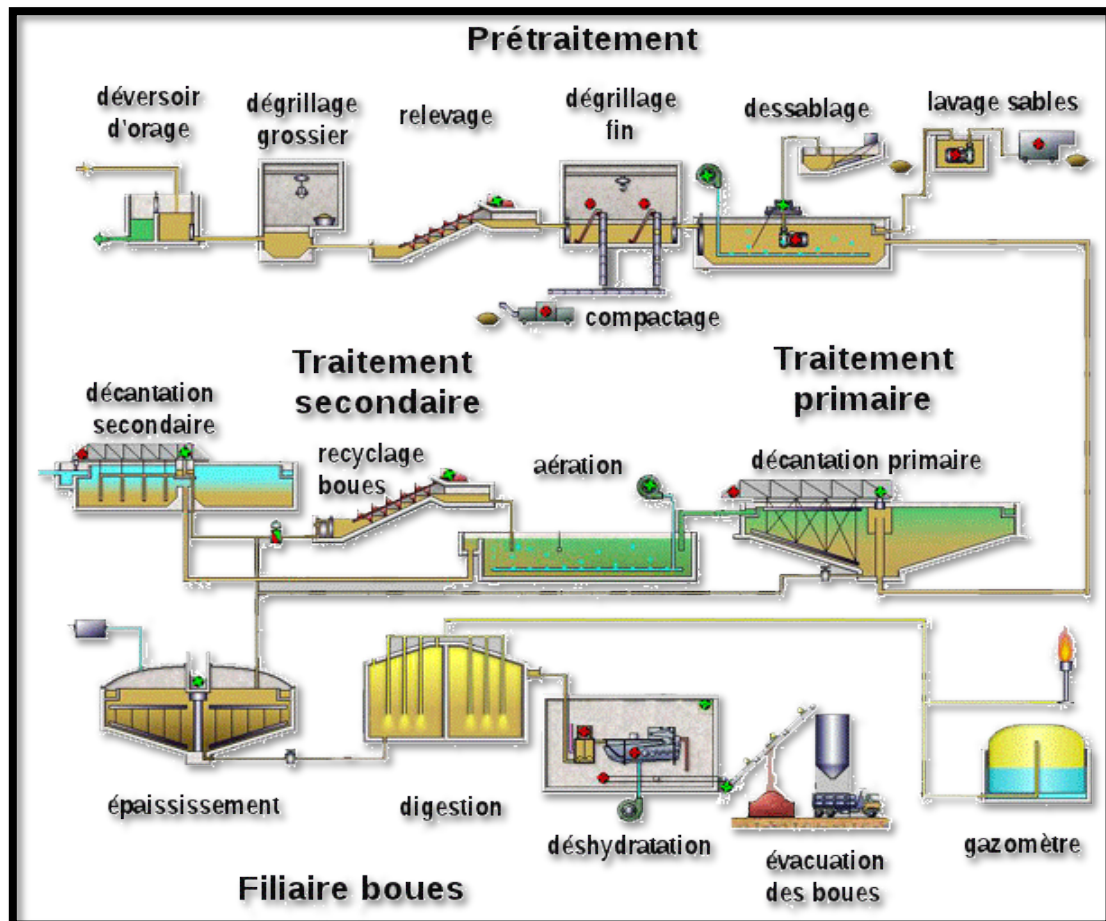 Prétraitement
déversoir
d'orage
dégrillage
grossier
relevage
dégrillage
fin
dessablage
lavage sables
compactage
Traitement
secondaire
Traitement
primaire
décantation
secondaire
recyclage
boues
aération
décantation primaire
épaississement
digestion
déshydratation
évacuation
des boues
gazomètre
Filiaire boues